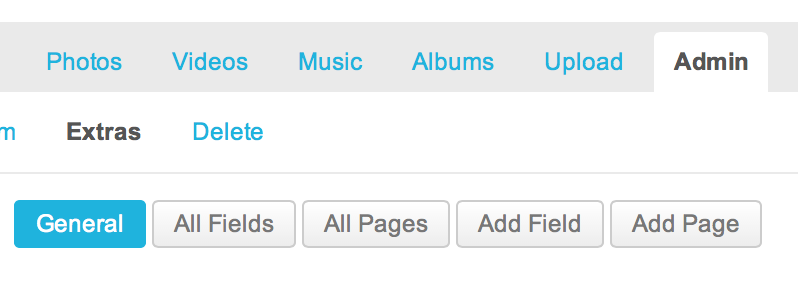 Photos Videos Music Albums Upload Admin
m Extras Delete
General All Fields All Pages Add Field Add Page